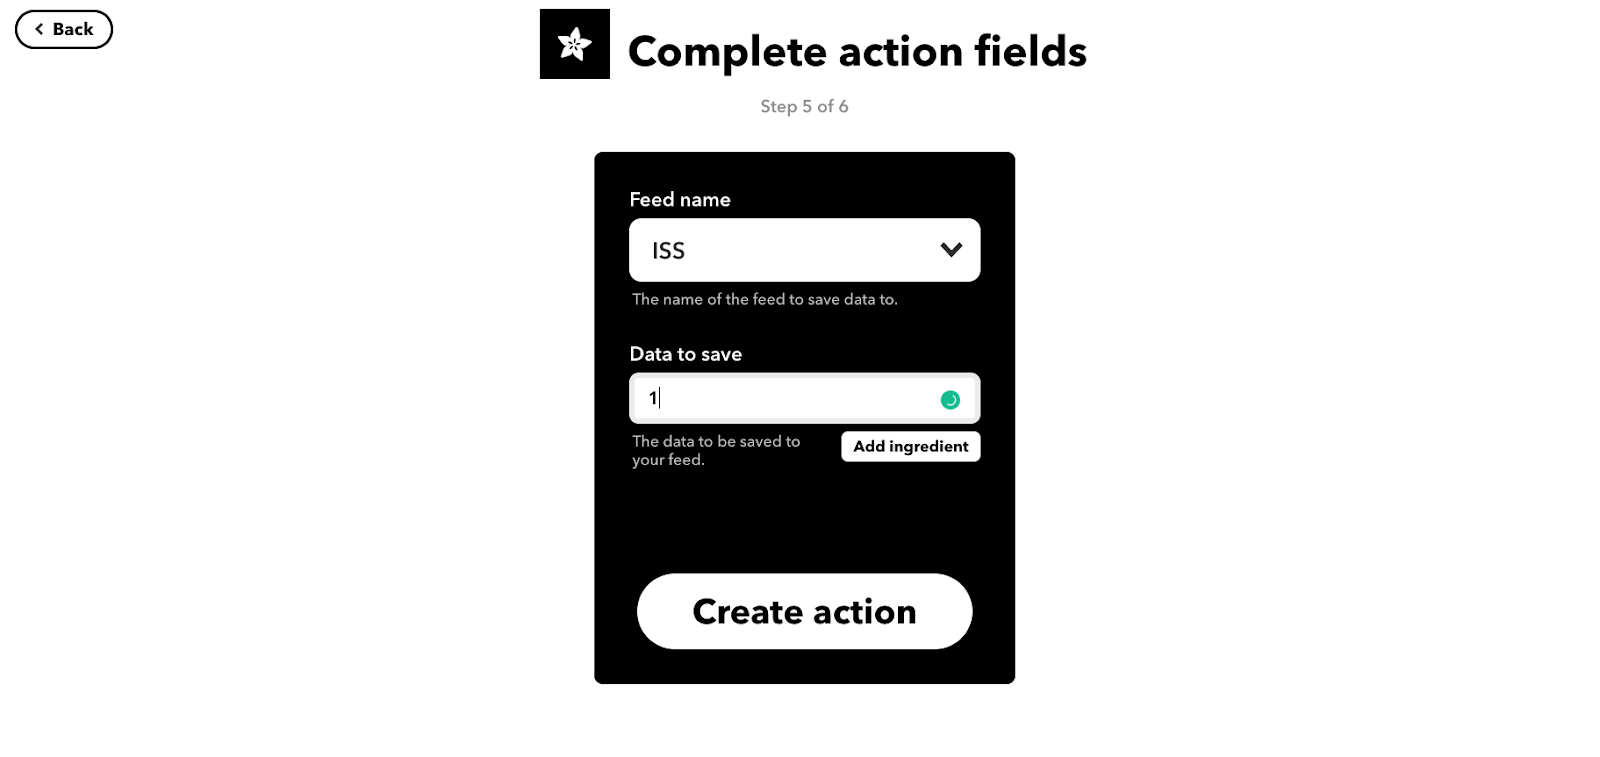 Back
Complete action fields
Step 5 of 6
Feed name
ISS
The name of the feed to save data to.
Data to save
1
The data to be saved to
your feed.
Add ingredient
Create action